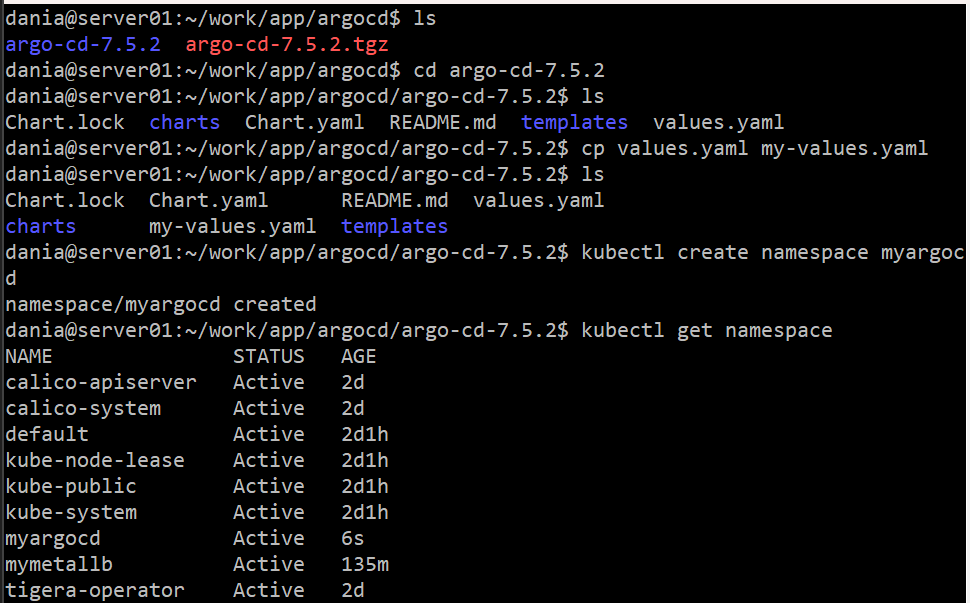 dania@server01:~/work/app/argocd$ ls
argo-cd-7.5.2  argo-cd-7.5.2.tgz
dania@server01:~/work/app/argocd$ cd argo-cd-7.5.2
dania@server01:~/work/app/argocd/argo-cd-7.5.2$ ls
Chart.lock  charts  Chart.yaml  README.md  templates  values.yaml
dania@server01:~/work/app/argocd/argo-cd-7.5.2$ cp values.yaml my-values.yaml
dania@server01:~/work/app/argocd/argo-cd-7.5.2$ ls
Chart.lock  Chart.yaml      README.md  values.yaml
charts      my-values.yaml  templates
dania@server01:~/work/app/argocd/argo-cd-7.5.2$ kubectl create namespace myargoc
d
namespace/myargocd created
dania@server01:~/work/app/argocd/argo-cd-7.5.2$ kubectl get namespace
NAME               STATUS   AGE
calico-apiserver   Active   2d
calico-system      Active   2d
default            Active   2d1h
kube-node-lease    Active   2d1h
kube-public        Active   2d1h
kube-system        Active   2d1h
myargocd           Active   6s
mymetallb          Active   135m
tigera-operator    Active   2d